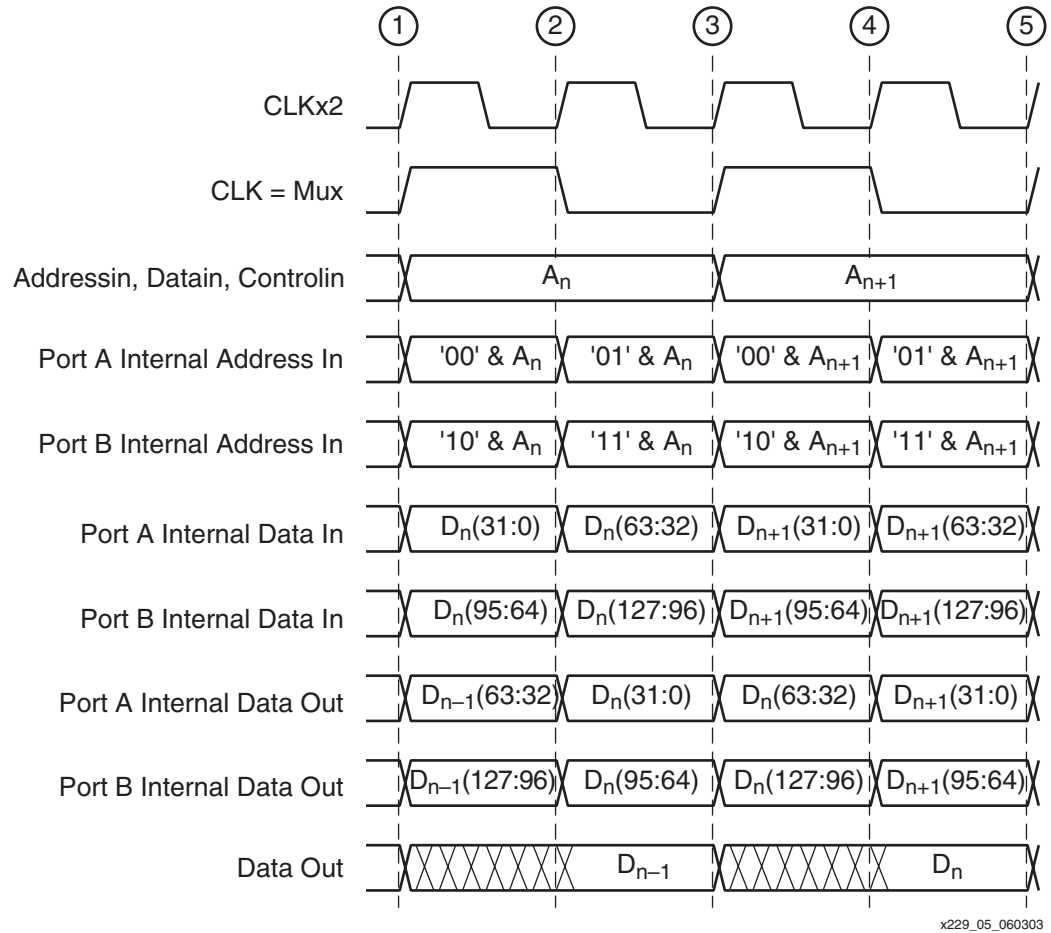 1 2 3 4 5
CLKx2
CLK = Mux
Addressin, Datain, Controlin An An+1
Port A Internal Address In '00' & An '01' & An '00' & An+1 '01' & An+1
Port B Internal Address In '10' & An '11' & An '10' & An+1 '11' & An+1
Port A Internal Data In Dn(31:0) Dn(63:32) Dn+1(31:0) Dn+1(63:32)
Port B Internal Data In Dn(95:64) Dn(127:96) Dn+1(95:64) Dn+1(127:96)
Port A Internal Data Out Dn–1(63:32) Dn(31:0) Dn(63:32) Dn+1(31:0)
Port B Internal Data Out Dn–1(127:96) Dn(95:64) Dn(127:96) Dn+1(95:64)
Data Out Dn–1 Dn
x229_05_060303